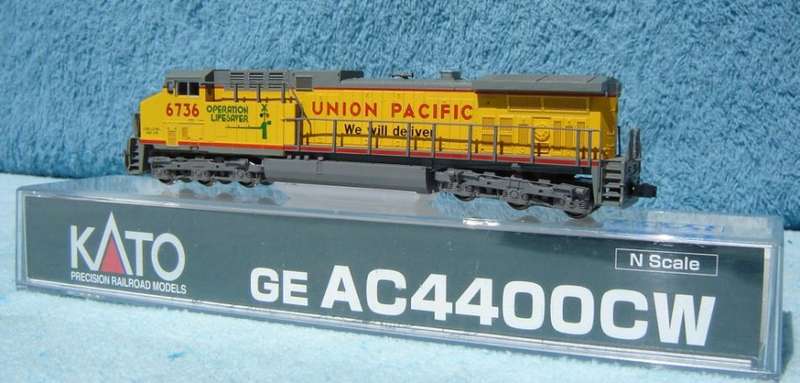 6736
OPERATION
LIFESAVER
UNION PACIFIC
We will deliver
KATO
PRECISION RAILROAD MODELS
N Scale
GE AC4400CW